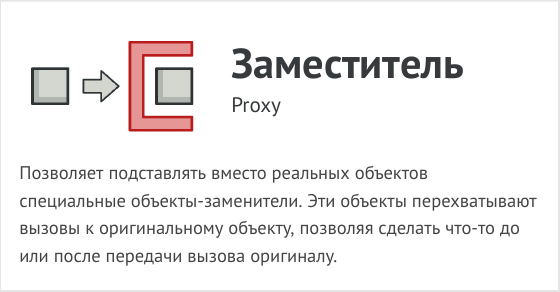 Заместитель
Proxy
Позволяет подставлять вместо реальных объектов
специальные объекты-заменители. Эти объекты перехватывают
вызовы к оригинальному объекту, позволяя сделать что-то до
или после передачи вызова оригиналу.